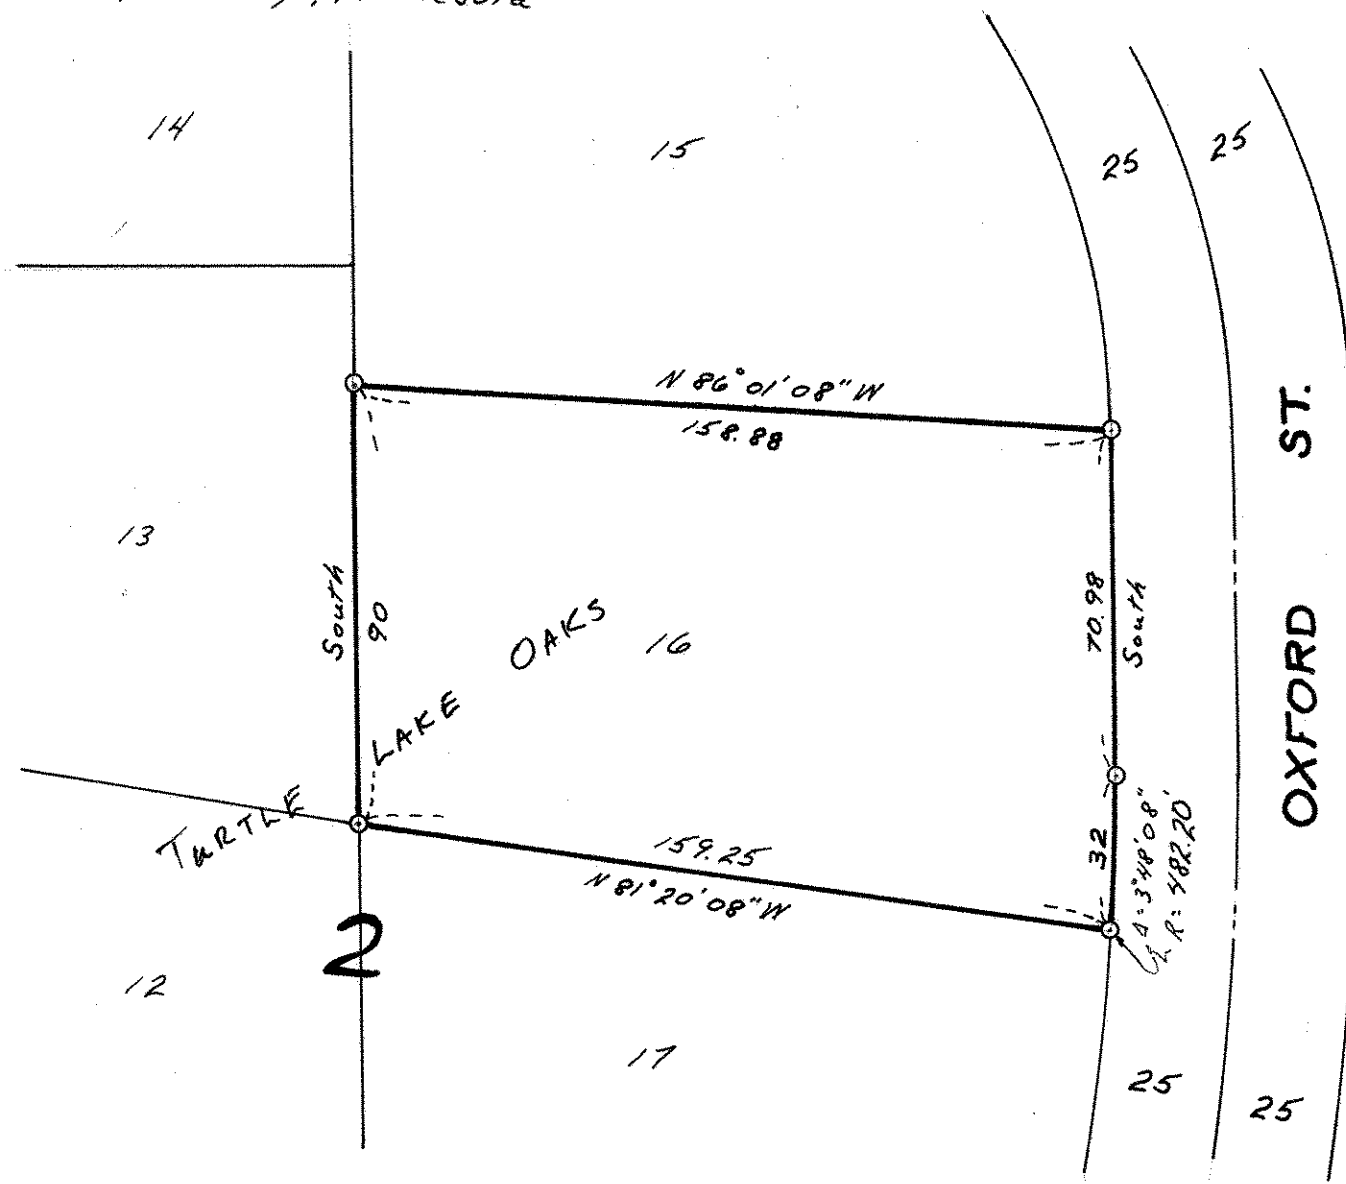 14
15
25
25
N 86°01'08" W
158.88
ST.
13
South
90
OAKS
16
70.98
South
LAKE
OXFORD
TURTLE
159.25
N 81°20'08" W
32
Δ=3°48'08"
R=482.20'
2
12
17
25
25